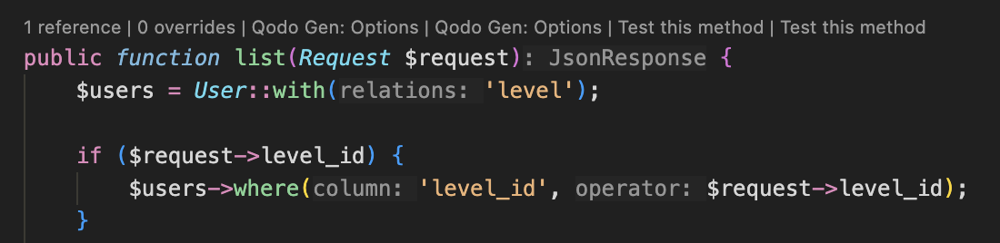 1 reference | 0 overrides | Qodo Gen: Options | Qodo Gen: Options | Test this method | Test this method
public function list(Request $request): JsonResponse {
$users = User::with(relations: 'level');
if ($request->level_id) {
$users->where(column: 'level_id', operator: $request->level_id);
}